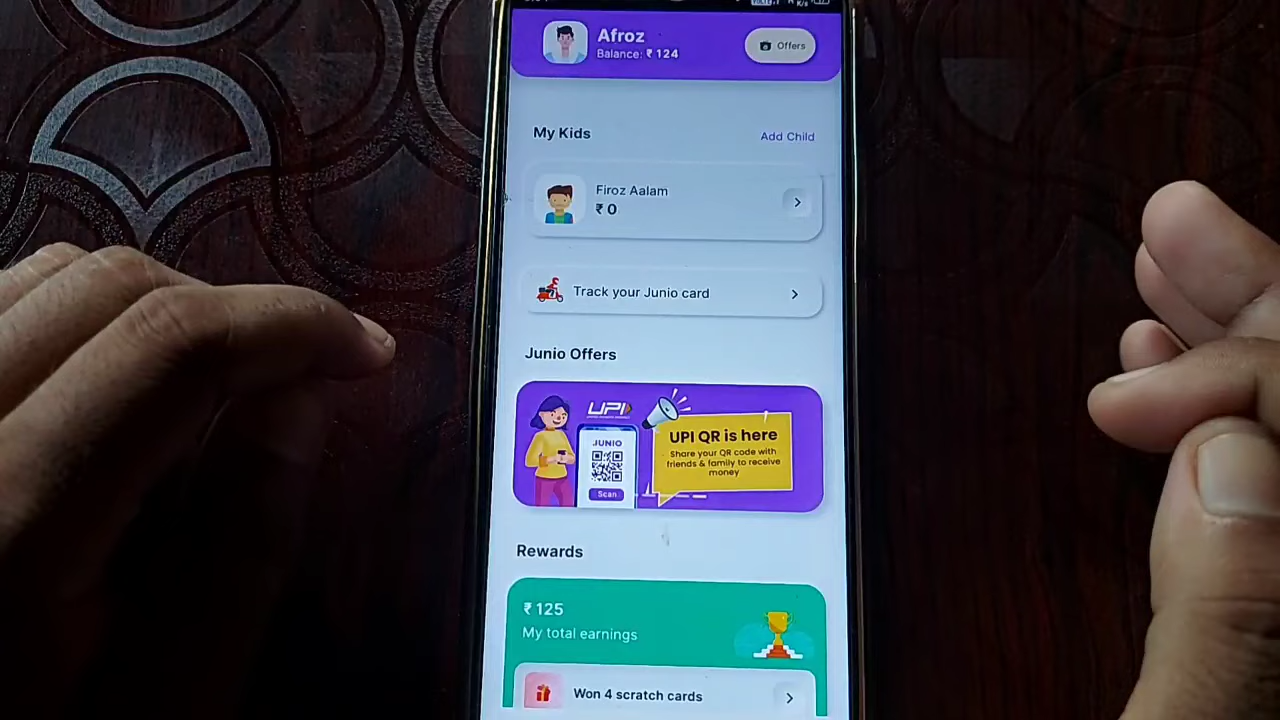 Afroz
Balance: ₹ 124
Offers
My Kids
Add Child
Firoz Aalam
₹ 0
Track your Junio card
Junio Offers
UPI
JUNIO
Scan
UPI QR is here
Share your QR code with
friends & family to receive
money
Rewards
₹ 125
My total earnings
Won 4 scratch cards